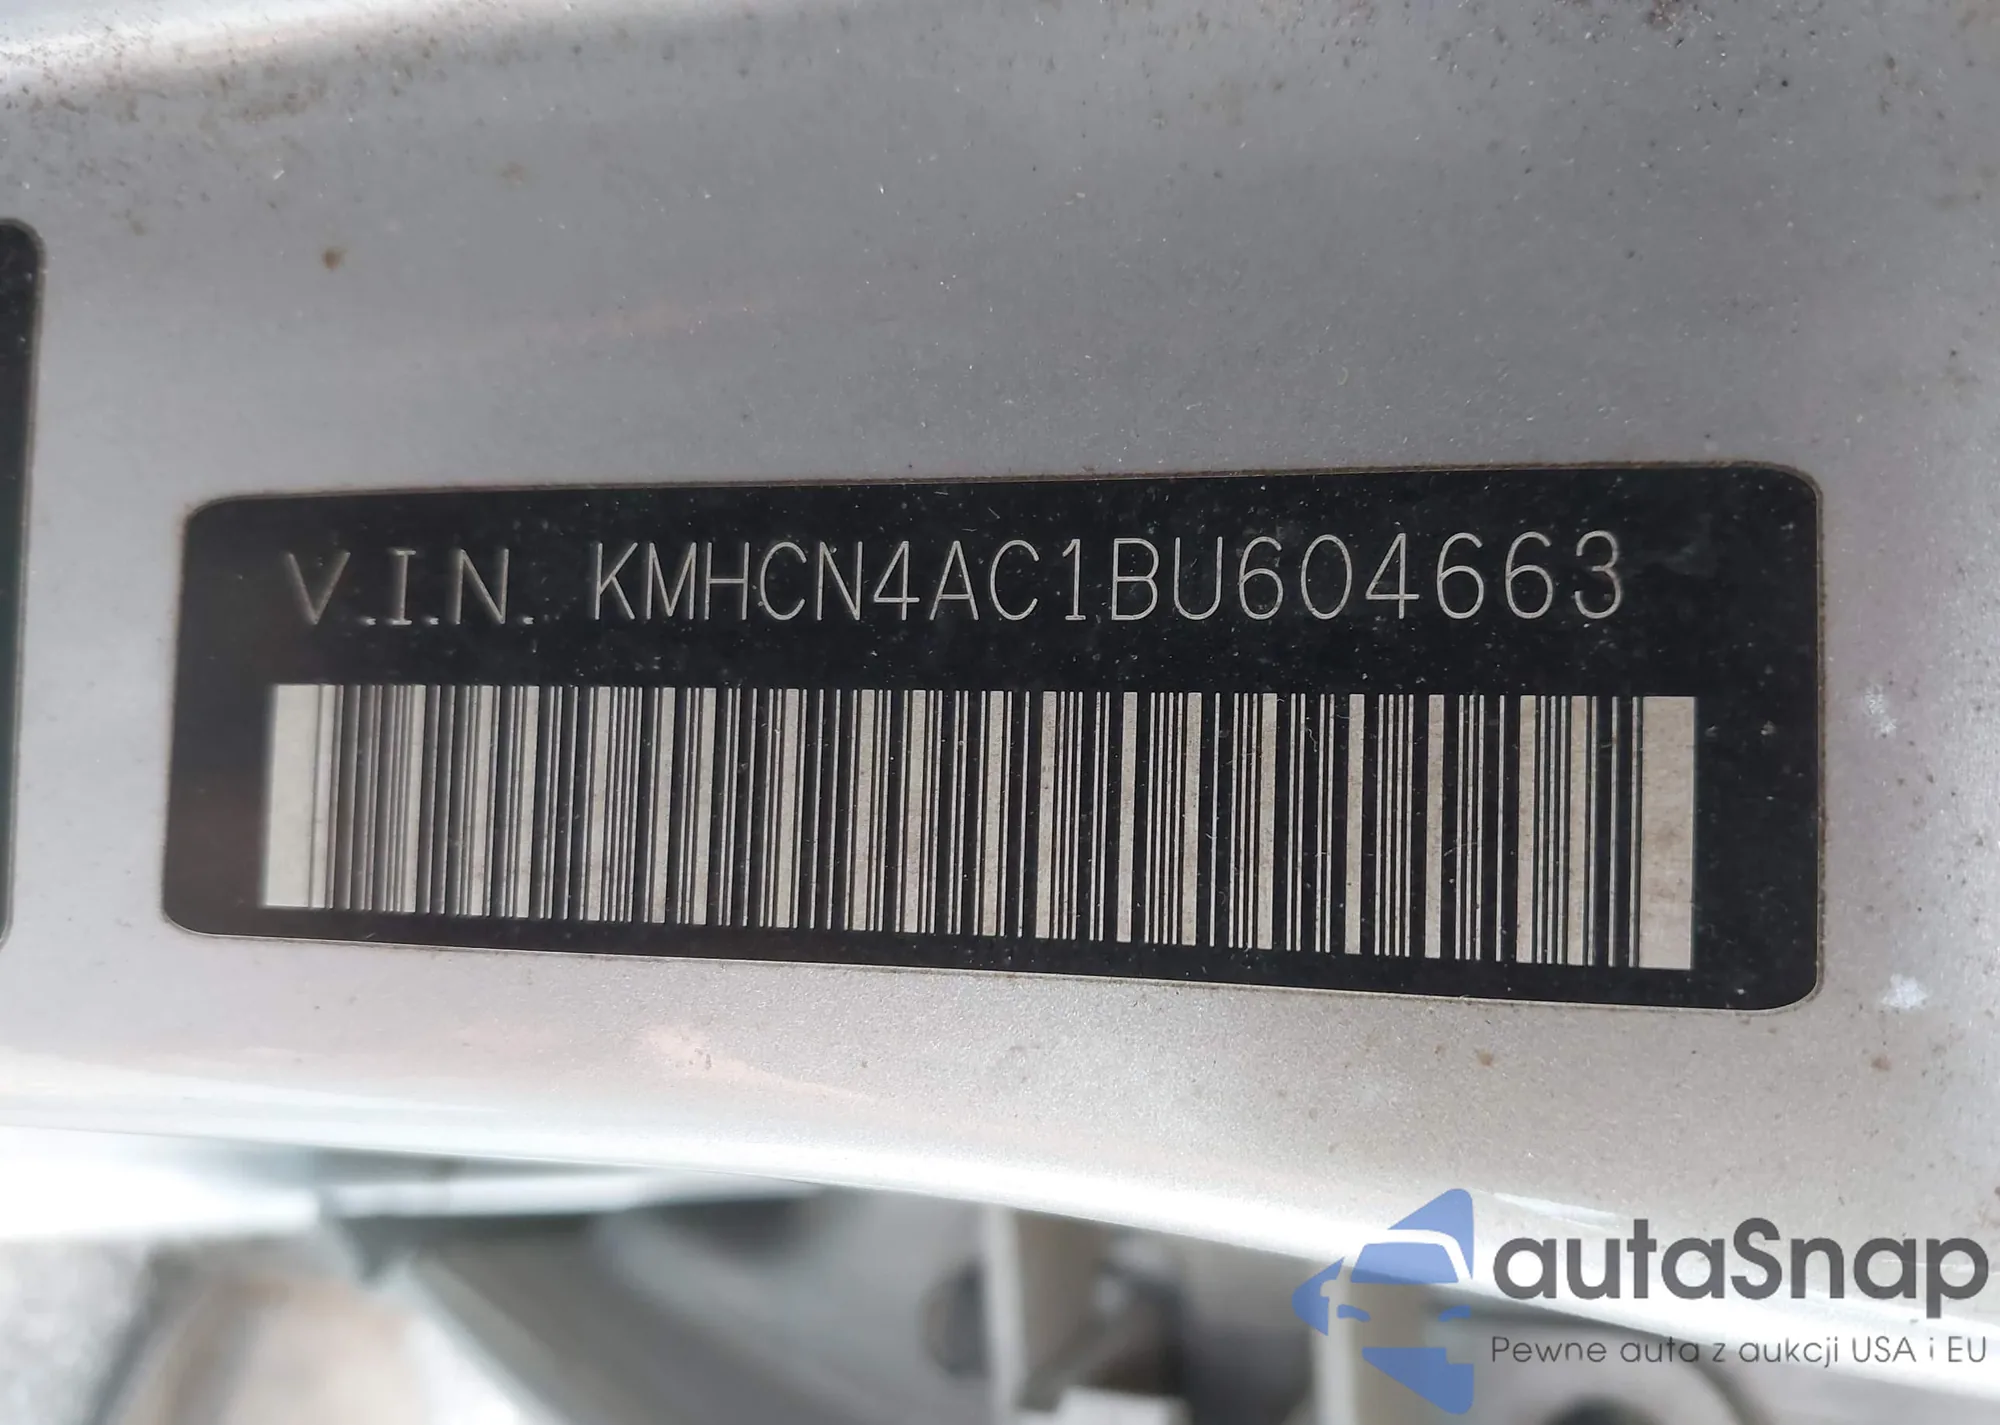 V.I.N. KMHCN4AC1BU604663
autaSnap
Pewne auta z aukcji USA i EU